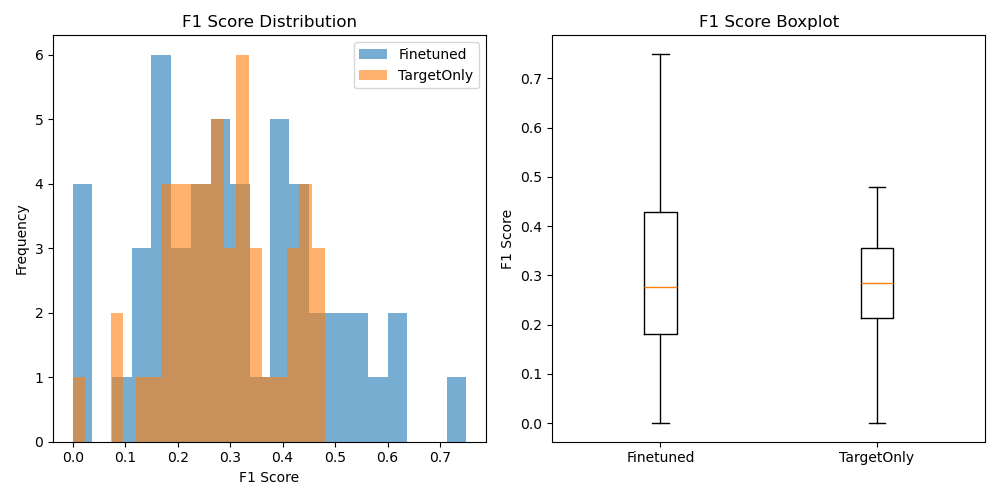 F1 Score Distribution
Finetuned
TargetOnly
Frequency
6
5
4
3
2
1
0
0.0 0.1 0.2 0.3 0.4 0.5 0.6 0.7
F1 Score
F1 Score Boxplot
F1 Score
0.7
0.6
0.5
0.4
0.3
0.2
0.1
0.0
Finetuned TargetOnly